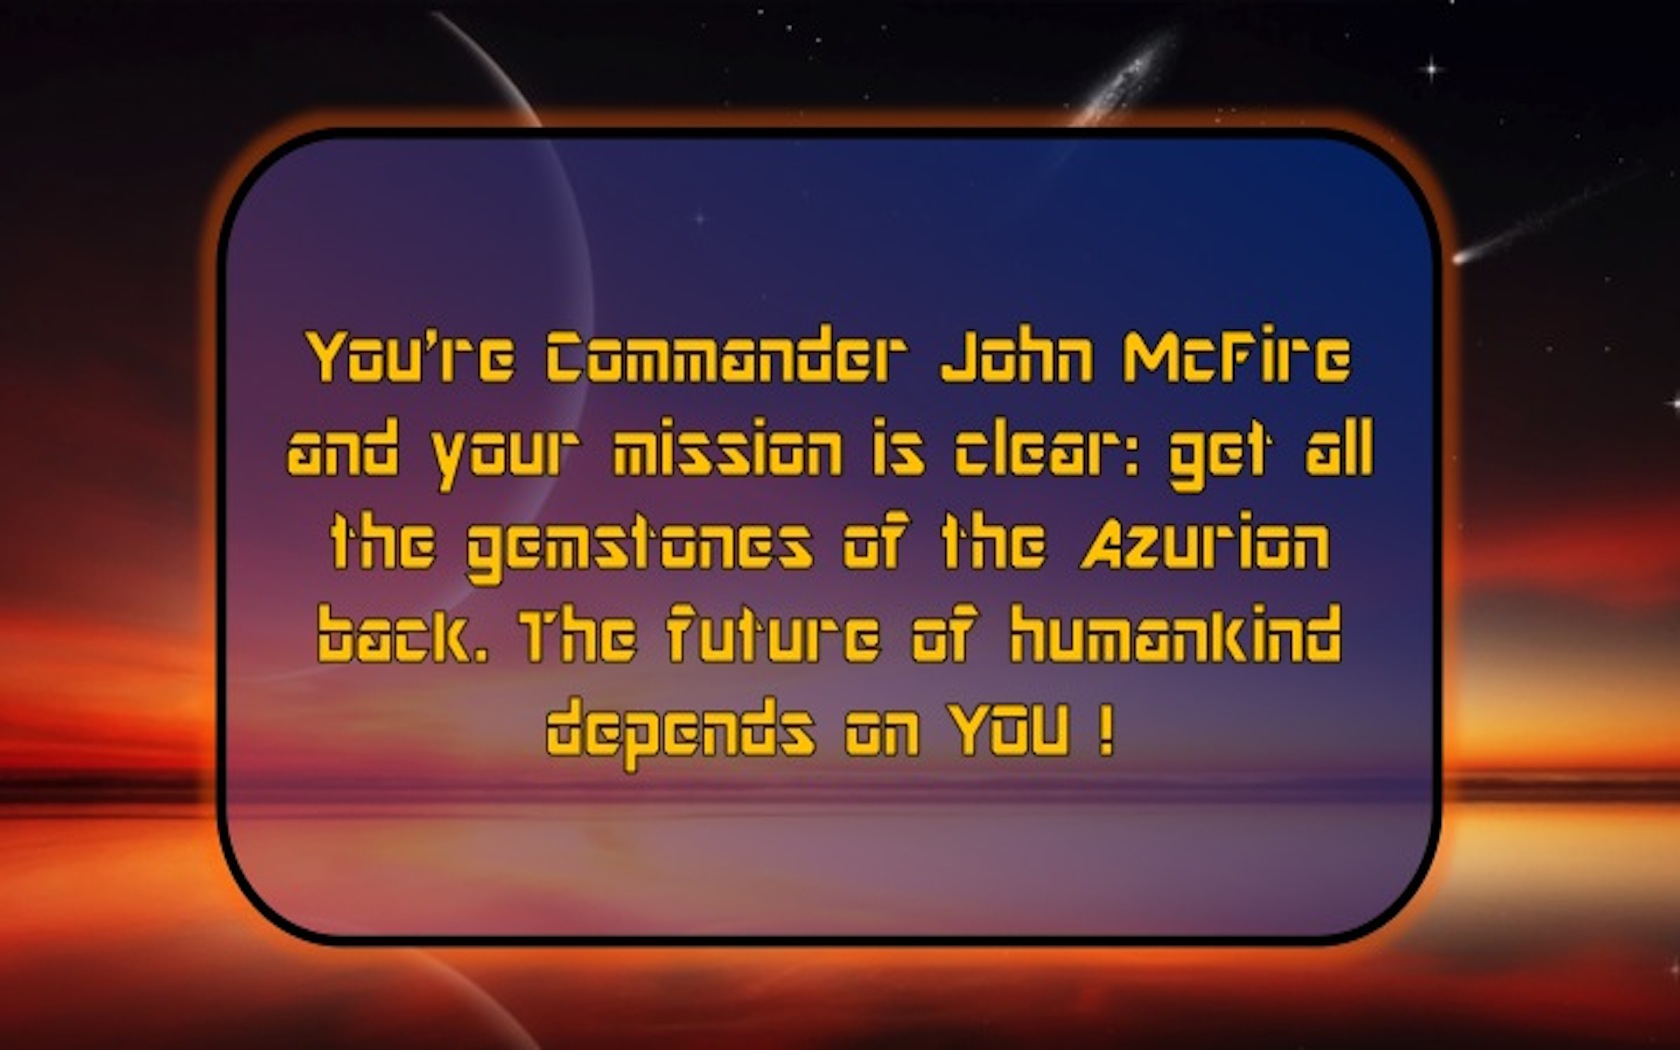 You're Commander John McFire
and your mission is clear: get all
the gemstones of the Azurion
back. The future of humankind
depends on YOU !